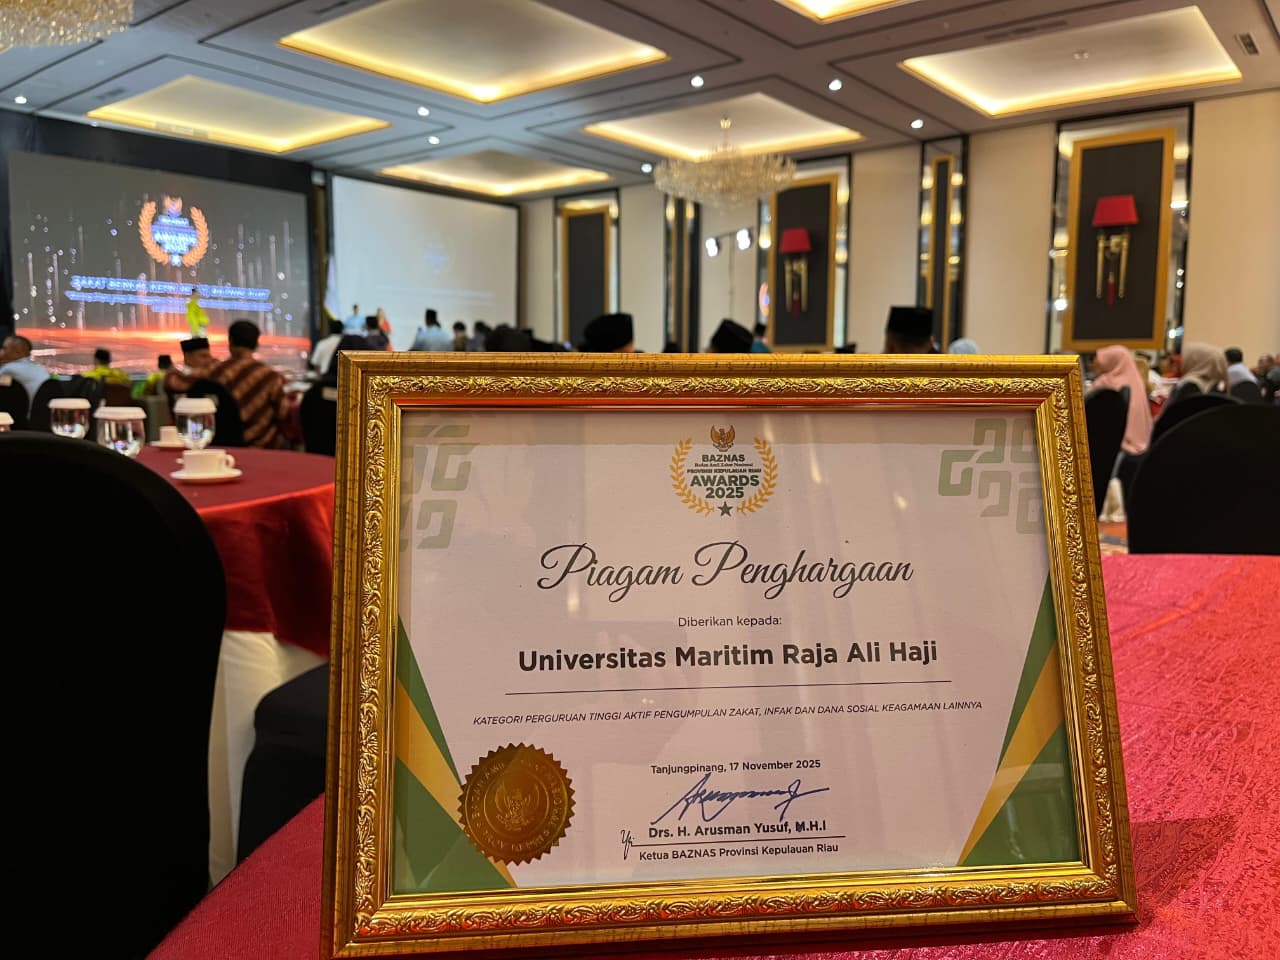 BAZNAS
Badan Amil Zakat Nasional
PROVINSI KEPULAUAN RIAU
AWARDS
2025
Piagam Penghargaan
Diberikan kepada:
Universitas Maritim Raja Ali Haji
KATEGORI PERGURUAN TINGGI AKTIF PENGUMPULAN ZAKAT, INFAK DAN DANA SOSIAL KEAGAMAAN LAINNYA
Tanjungpinang, 17 November 2025
Drs. H. Arusman Yusuf, M.H.I
Ketua BAZNAS Provinsi Kepulauan Riau